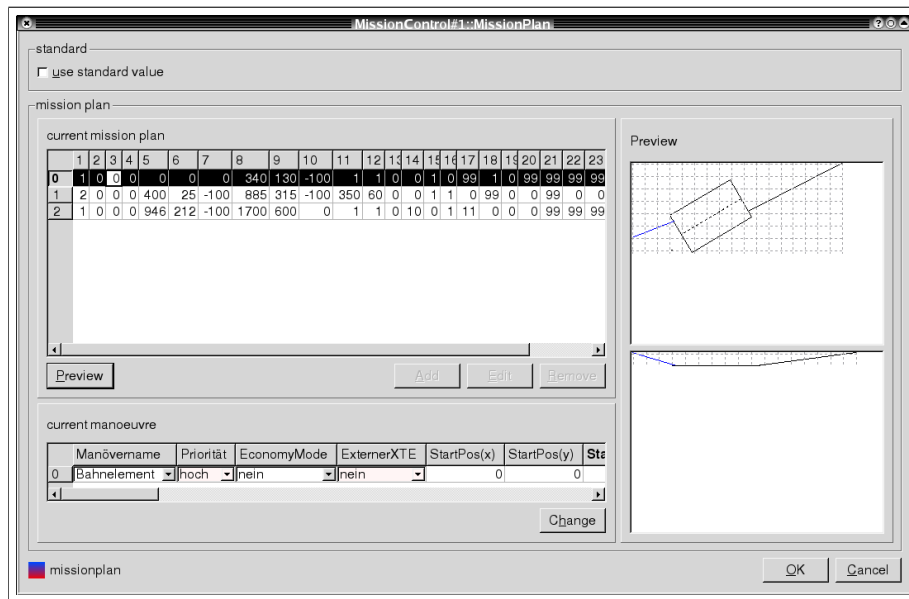 MissionControl#1::MissionPlan
standard
use standard value
mission plan
current mission plan
1 2 3 4 5 6 7 8 9 10 11 12 13 14 15 16 17 18 19 20 21 22 23
0 1 0 0 0 0 0 0 340 130 -100 1 1 0 0 1 0 99 1 0 99 99 99 99
1 2 0 0 0 400 25 -100 885 315 -100 350 60 0 0 1 1 0 99 0 0 99 0 0
2 1 0 0 0 946 212 -100 1700 600 0 1 1 0 10 0 1 11 0 0 0 99 99 99
Preview Add Edit Remove
current manoeuvre
Manövername Priorität EconomyMode ExternerXTE StartPos(x) StartPos(y) Sta
0 Bahnelement hoch nein nein 0 0
Change
Preview
missionplan
OK Cancel